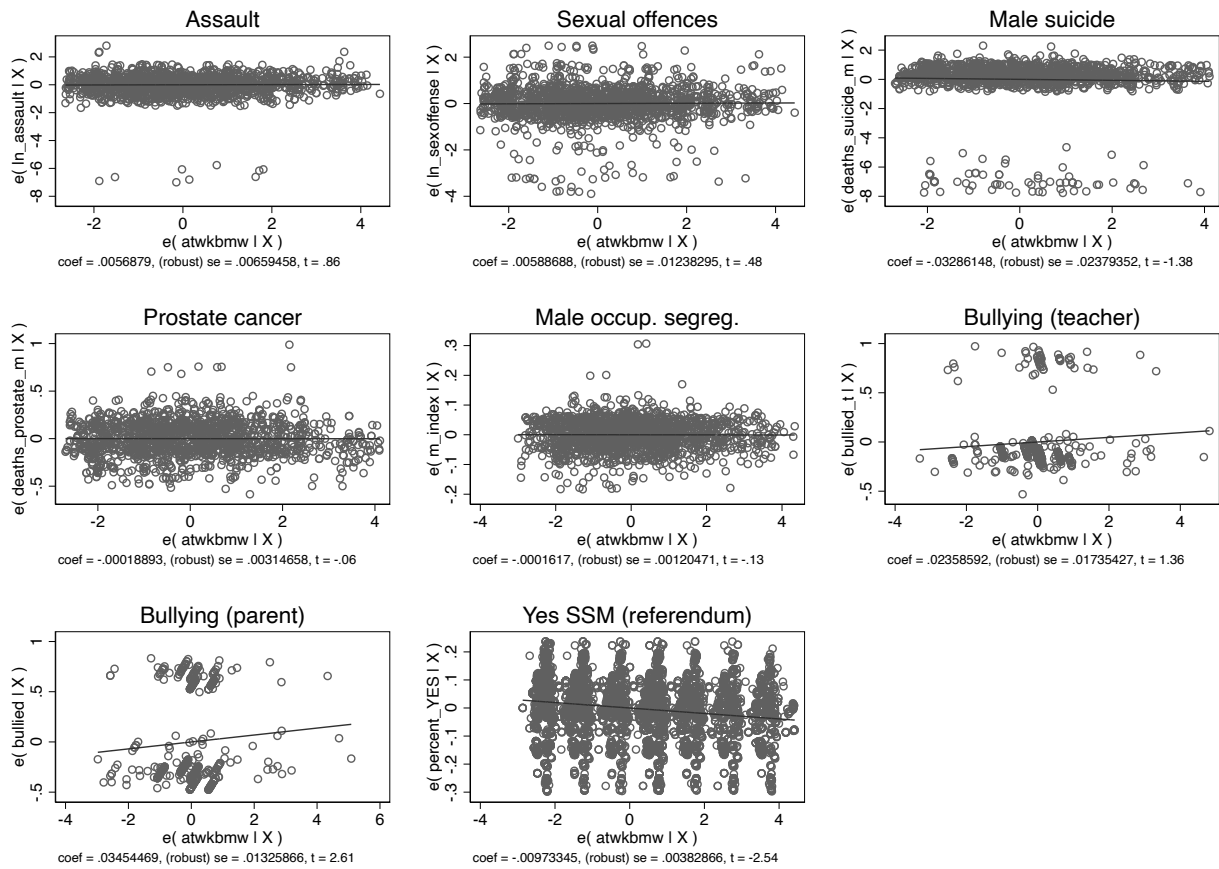 Assault
e( ln_assault | X )
2
0
-2
-4
-6
-8
-2 0 2 4
e( atwkbmw | X )
coef = .0056879, (robust) se = .00659458, t = .86
Sexual offences
e( ln_sexoffense | X )
2
0
-2
-4
-2 0 2 4
e( atwkbmw | X )
coef = .00588688, (robust) se = .01238295, t = .48
Male suicide
e( deaths_suicide_m | X )
2
0
-2
-4
-6
-8
-2 0 2 4
e( atwkbmw | X )
coef = -.03286148, (robust) se = .02379352, t = -1.38
Prostate cancer
e( deaths_prostate_m | X )
1
.5
0
-.5
-2 0 2 4
e( atwkbmw | X )
coef = -.00018893, (robust) se = .00314658, t = -.06
Male occup. segreg.
e( m_index | X )
.3
.2
.1
0
-.1
-.2
-4 -2 0 2 4
e( atwkbmw | X )
coef = -.0001617, (robust) se = .00120471, t = -.13
Bullying (teacher)
e( bullied_t | X )
1
.5
0
-.5
-4 -2 0 2 4
e( atwkbmw | X )
coef = .02358592, (robust) se = .01735427, t = 1.36
Bullying (parent)
e( bullied | X )
1
.5
0
-.5
-4 -2 0 2 4 6
e( atwkbmw | X )
coef = .03454469, (robust) se = .01325866, t = 2.61
Yes SSM (referendum)
e( percent_YES | X )
.2
.1
0
-.1
-.2
-.3
-4 -2 0 2 4
e( atwkbmw | X )
coef = -.00973345, (robust) se = .00382866, t = -2.54